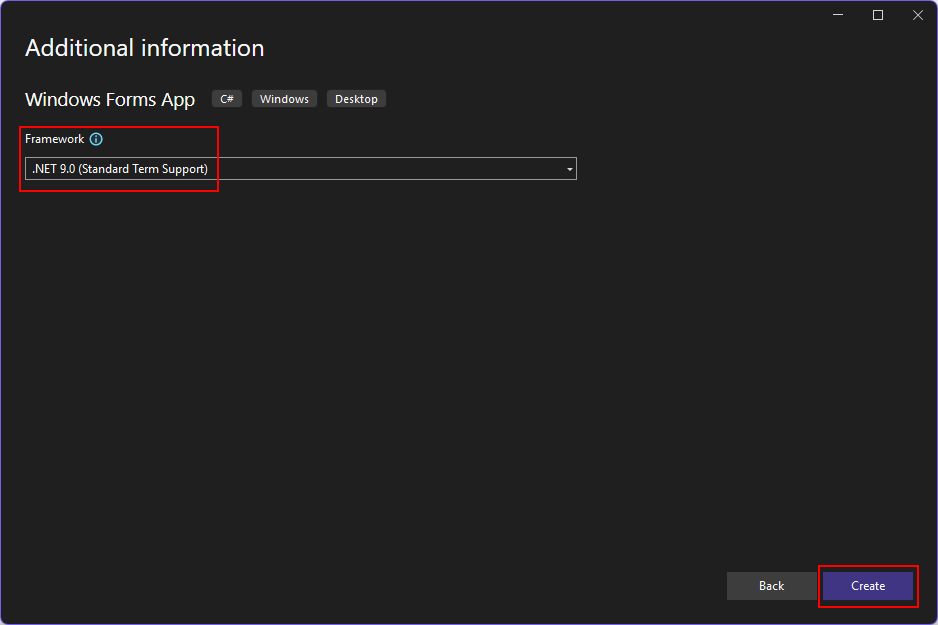 Additional information
Windows Forms App C# Windows Desktop
Framework
.NET 9.0 (Standard Term Support)
Back Create